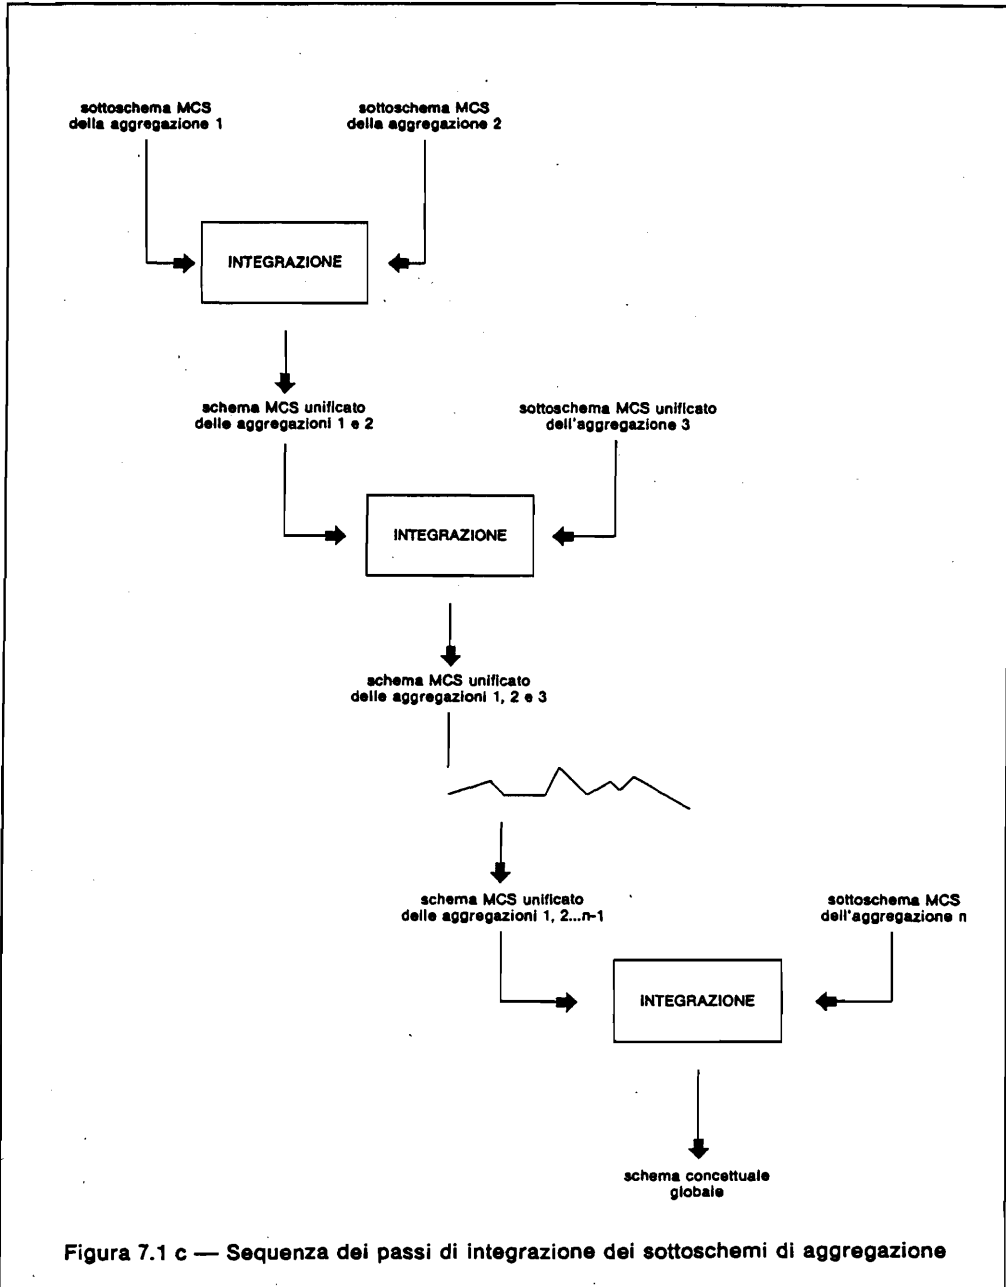 sottoschema MCS
della aggregazione 1
sottoschema MCS
della aggregazione 2
INTEGRAZIONE
schema MCS unificato
delle aggregazioni 1 e 2
sottoschema MCS unificato
dell'aggregazione 3
INTEGRAZIONE
schema MCS unificato
delle aggregazioni 1, 2 e 3
schema MCS unificato
delle aggregazioni 1, 2...n-1
sottoschema MCS
dell'aggregazione n
INTEGRAZIONE
schema concettuale
globale
Figura 7.1 c — Sequenza dei passi di integrazione dei sottoschemi di aggregazione